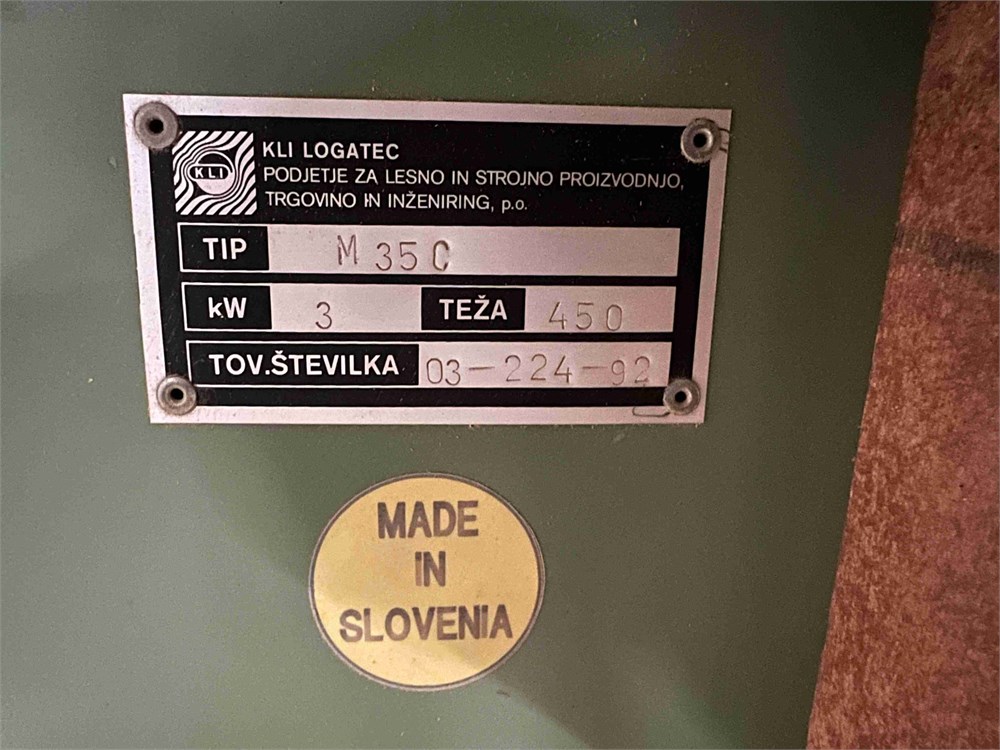 KLI
KLI LOGATEC
PODJETJE ZA LESNO IN STROJNO PROIZVODNJO,
TRGOVINO IN INŽENIRING, p.o.
TIP M 35 C
kW 3 TEŽA 450
TOV.ŠTEVILKA 03-224-92
MADE
IN
SLOVENIA